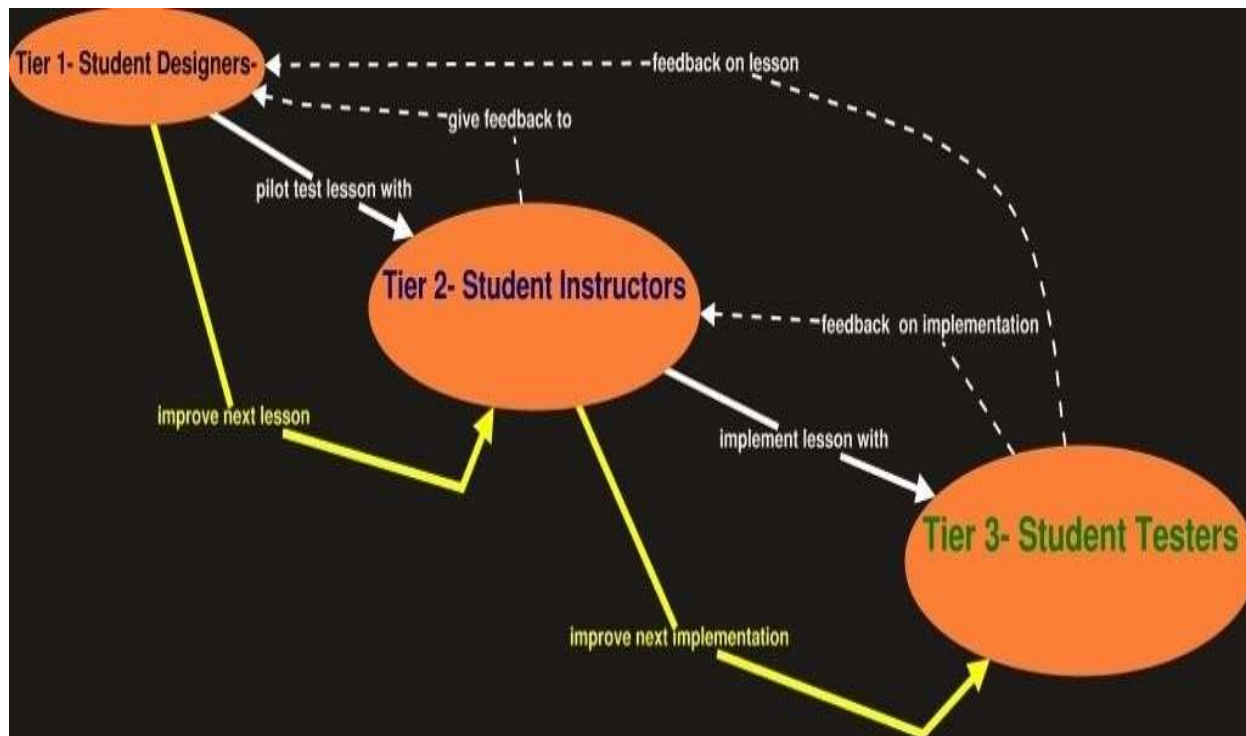 Tier 1- Student Designers-
feedback on lesson
give feedback to
pilot test lesson with
Tier 2- Student Instructors
feedback on implementation
improve next lesson
implement lesson with
Tier 3- Student Testers
improve next implementation